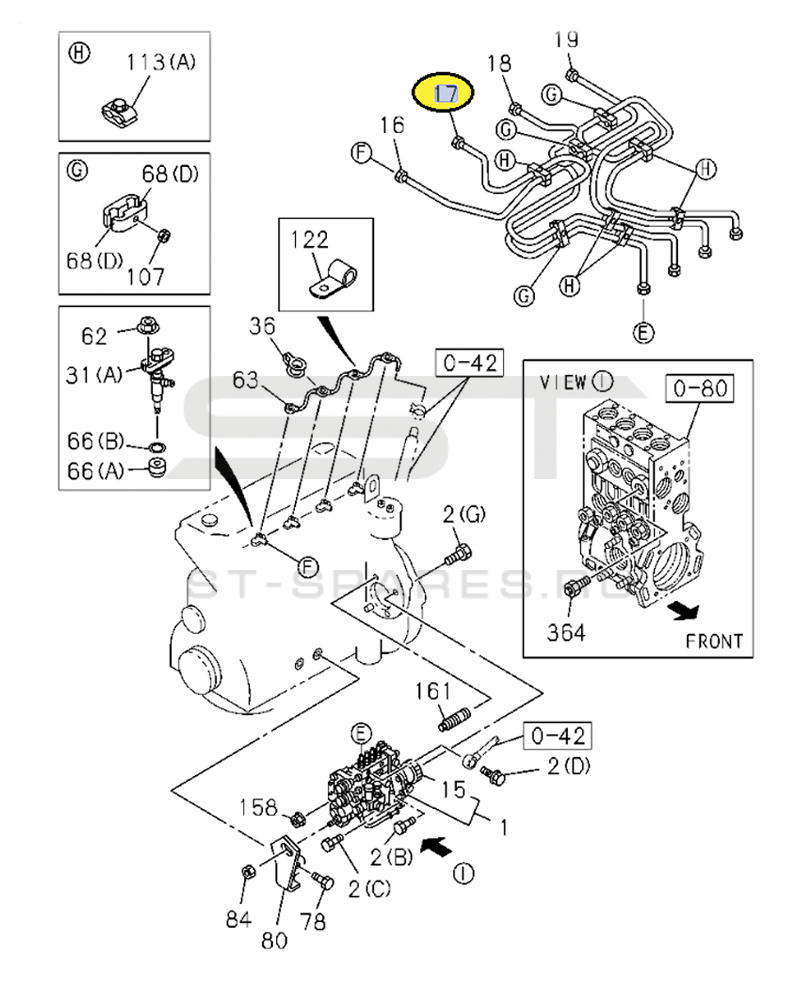 H
113(A)
G
68(D)
68(D)
107
62
31(A)
66(B)
66(A)
122
36
63
0-42
19
18
17
16
F
G
G
H
H
G
H
E
VIEW I
0-80
364
FRONT
2(G)
F
ST
ST-SPARES.RU
161
E
0-42
2(D)
15
1
158
2(B)
I
2(C)
84
80
78